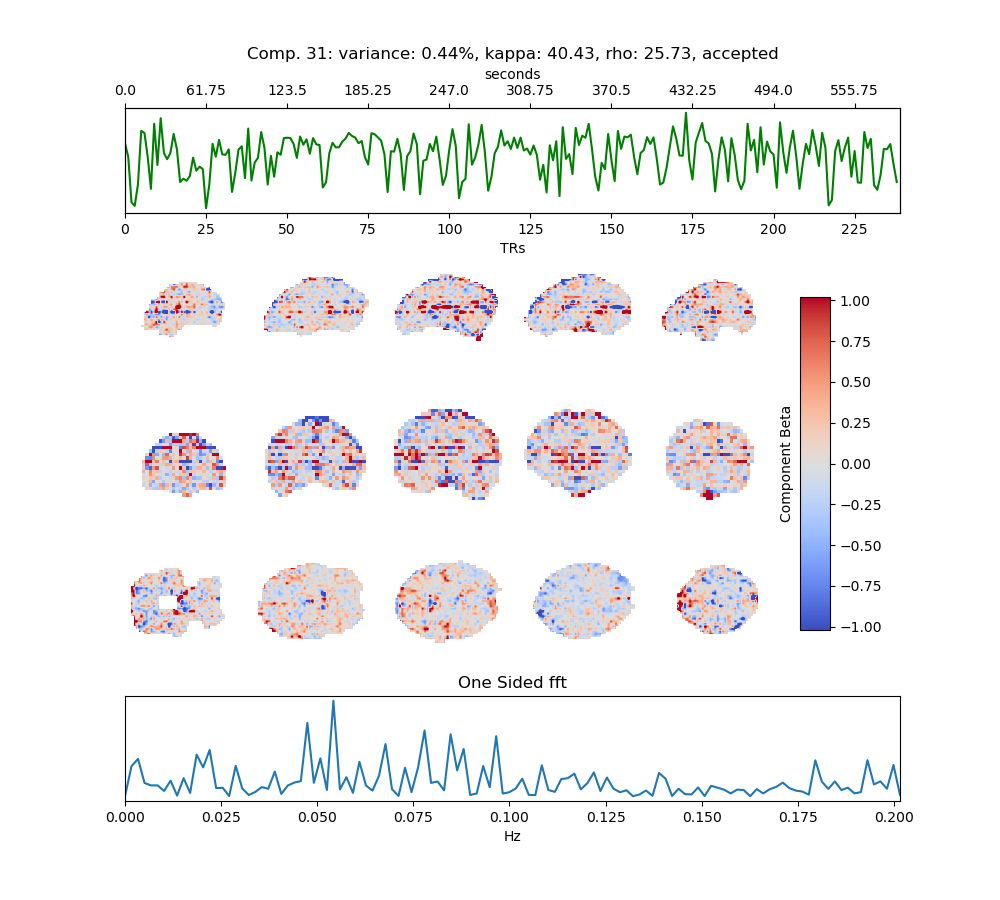 Comp. 31: variance: 0.44%, kappa: 40.43, rho: 25.73, accepted
seconds
0.0 61.75 123.5 185.25 247.0 308.75 370.5 432.25 494.0 555.75
0 25 50 75 100 125 150 175 200 225
TRs
1.00
0.75
0.50
0.25
0.00
−0.25
−0.50
−0.75
−1.00
Component Beta
One Sided fft
0.000 0.025 0.050 0.075 0.100 0.125 0.150 0.175 0.200
Hz